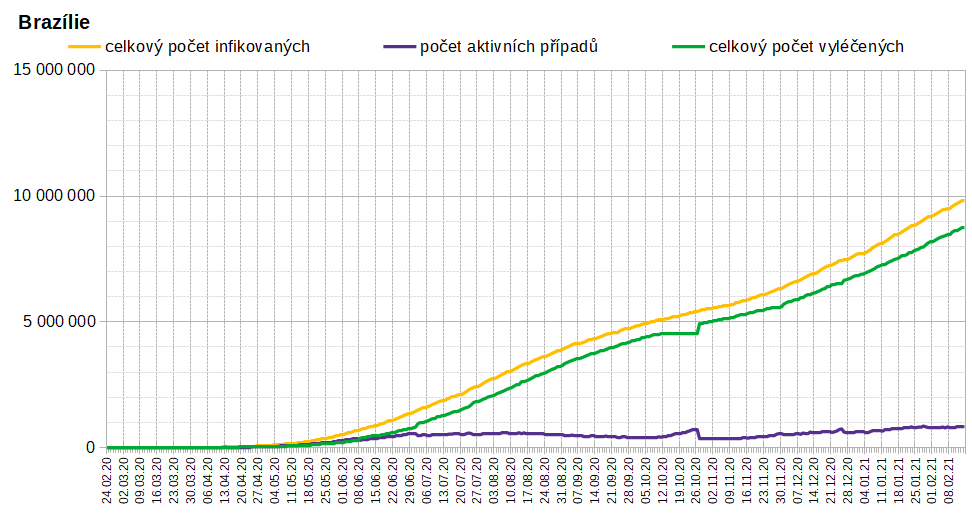 Brazílie
celkový počet infikovaných počet aktivních případů celkový počet vyléčených
15 000 000
10 000 000
5 000 000
0
24.02.20 02.03.20 09.03.20 16.03.20 23.03.20 30.03.20 06.04.20 13.04.20 20.04.20 27.04.20 04.05.20 11.05.20 18.05.20 25.05.20 01.06.20 08.06.20 15.06.20 22.06.20 29.06.20 06.07.20 13.07.20 20.07.20 27.07.20 03.08.20 10.08.20 17.08.20 24.08.20 31.08.20 07.09.20 14.09.20 21.09.20 28.09.20 05.10.20 12.10.20 19.10.20 26.10.20 02.11.20 09.11.20 16.11.20 23.11.20 30.11.20 07.12.20 14.12.20 21.12.20 28.12.20 04.01.21 11.01.21 18.01.21 25.01.21 01.02.21 08.02.21